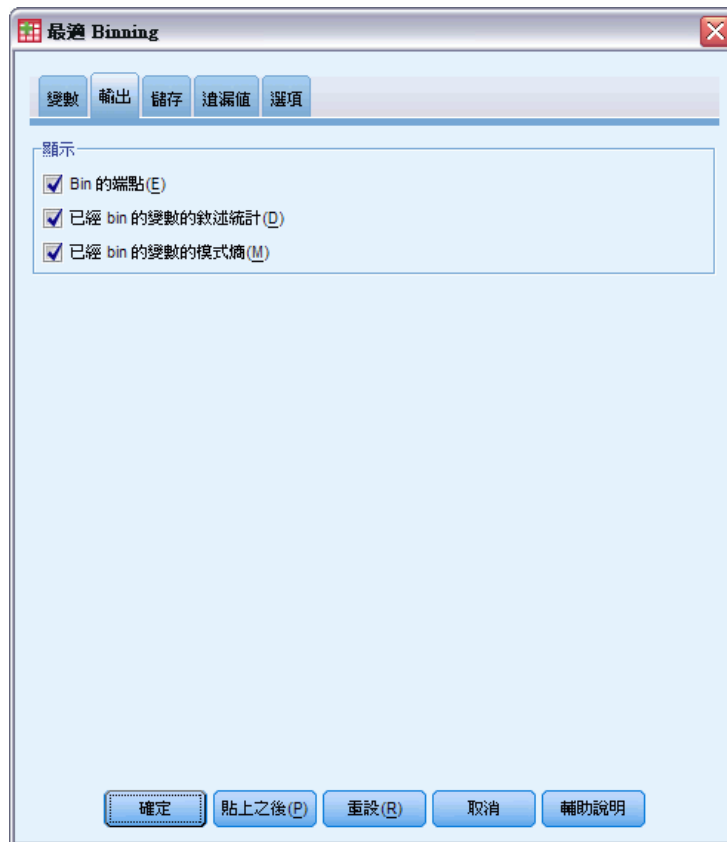 最適 Binning
變數 輸出 儲存 遺漏值 選項
顯示
Bin 的端點(E)
已經 bin 的變數的敘述統計(D)
已經 bin 的變數的模式熵(M)
確定 貼上之後(P) 重設(R) 取消 輔助說明